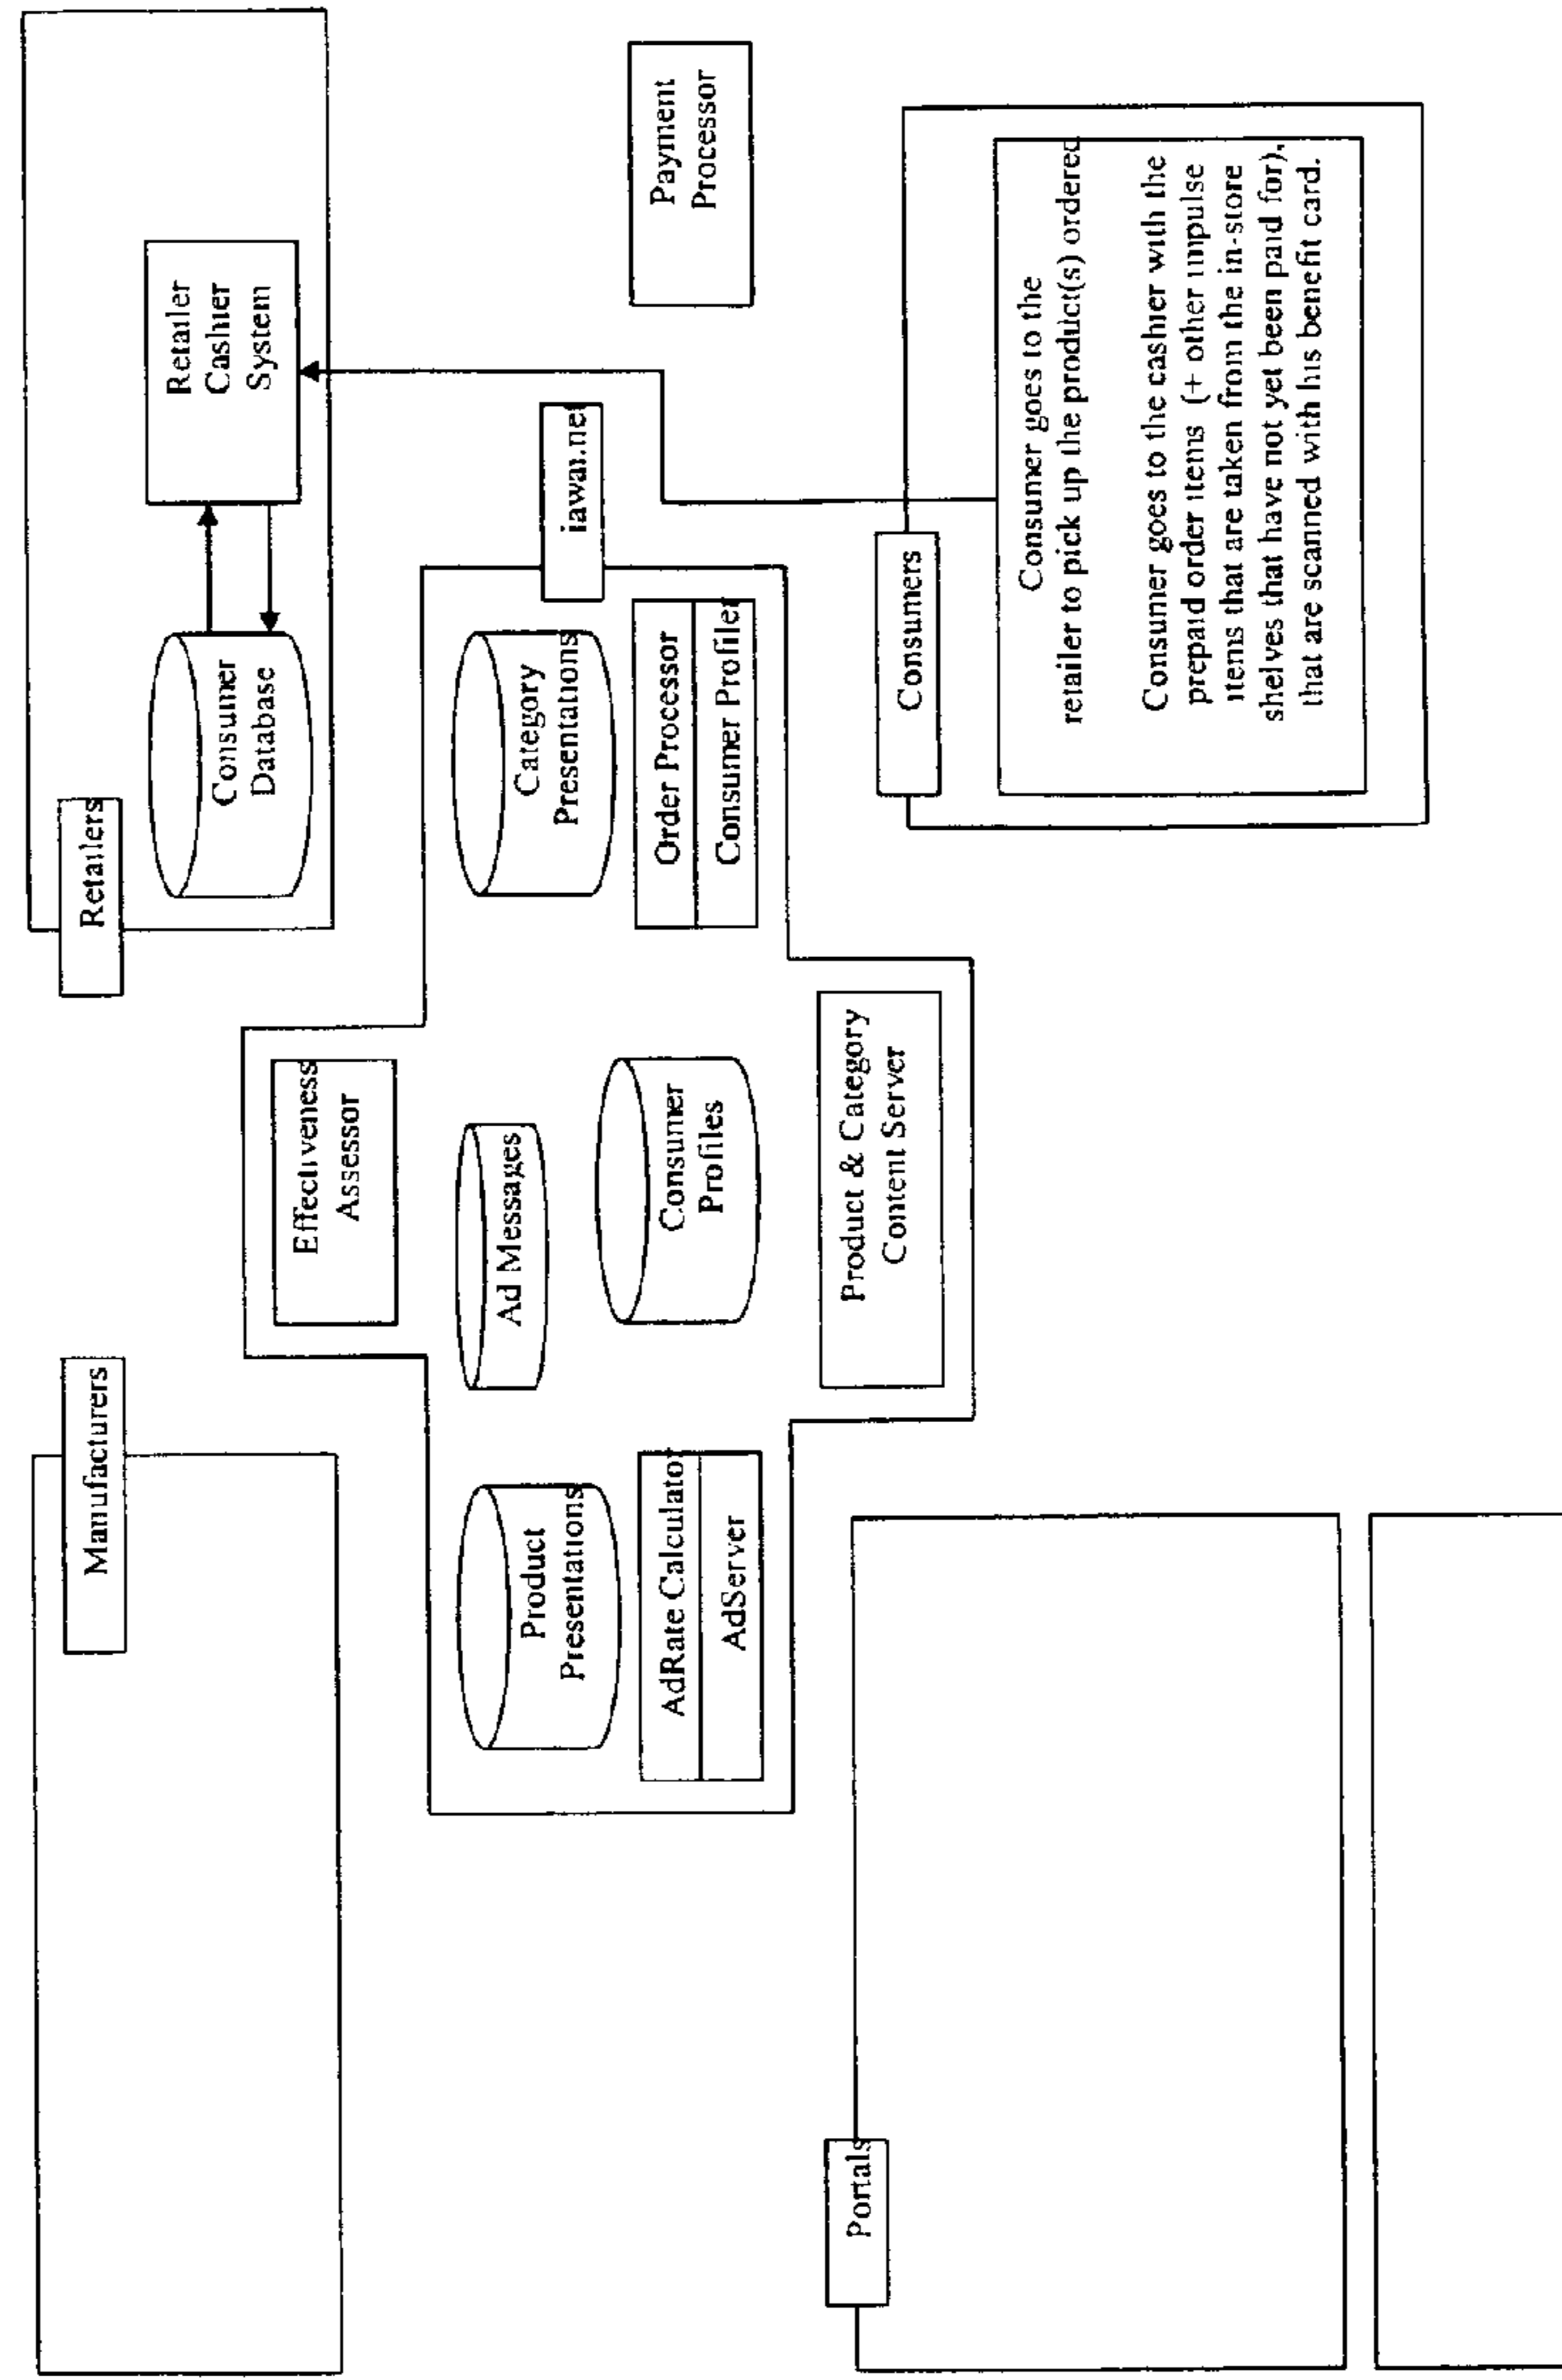 Manufacturers
Retailers
Consumer
Database
Retailer
Cashier
System
Effectiveness
Assessor
Product
Presentations
Ad Messages
Category
Presentations
Consumer
Profiles
AdRate Calculator
AdServer
Order Processor
Consumer Profiler
Payment
Processor
Product & Category
Content Server
Portals
Consumers
Consumer goes to the
retailer to pick up the product(s) ordered
Consumer goes to the cashier with the
prepaid order items (+ other impulse
items that are taken from the in-store
shelves that have not yet been paid for),
that are scanned with his benefit card.